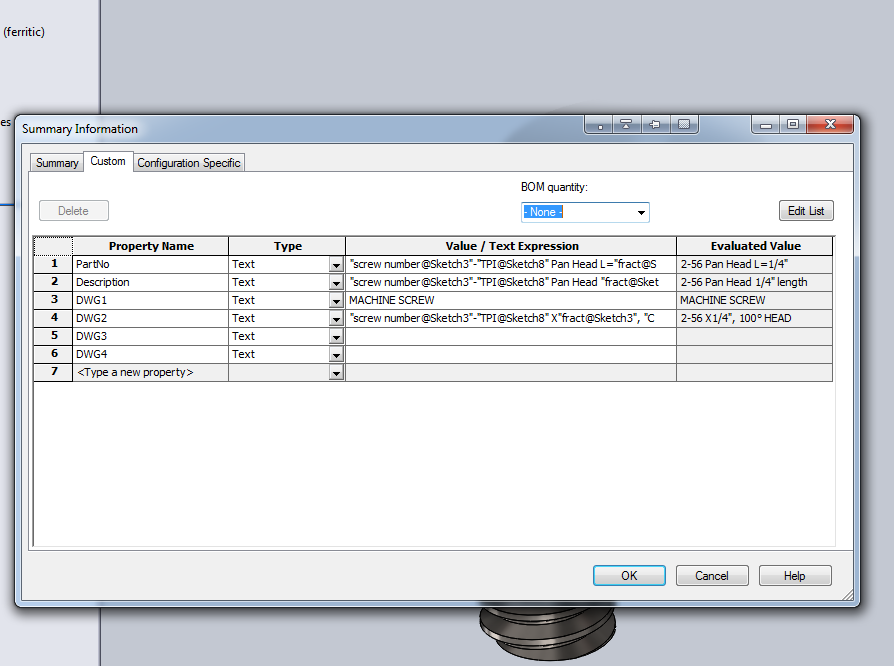 (ferritic)
es
Summary Information
Summary Custom Configuration Specific
BOM quantity:
Delete - None - Edit List
Property Name Type Value / Text Expression Evaluated Value
1 PartNo Text "screw number@Sketch3"-"TPI@Sketch8" Pan Head L="fract@S 2-56 Pan Head L=1/4"
2 Description Text "screw number@Sketch3"-"TPI@Sketch8" Pan Head "fract@Sket 2-56 Pan Head 1/4" length
3 DWG1 Text MACHINE SCREW MACHINE SCREW
4 DWG2 Text "screw number@Sketch3"-"TPI@Sketch8" X"fract@Sketch3", "C 2-56 X1/4", 100° HEAD
5 DWG3 Text
6 DWG4 Text
7 <Type a new property>
OK Cancel Help